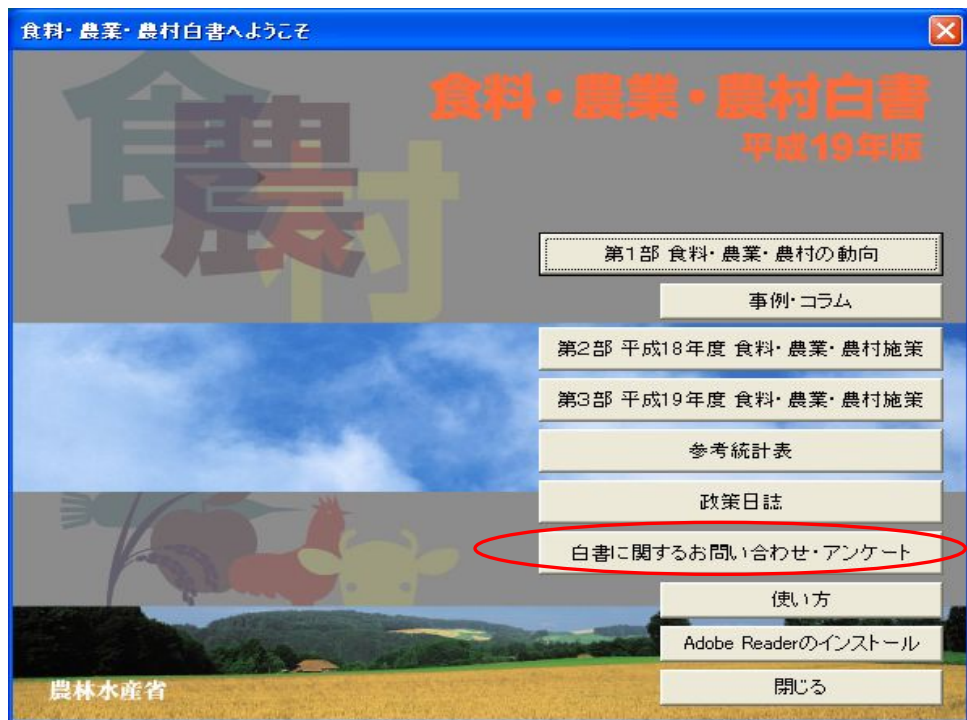 食料・農業・農村白書へようこそ
食農村
食料・農業・農村白書
平成19年版
第1部 食料・農業・農村の動向
事例・コラム
第2部 平成18年度 食料・農業・農村施策
第3部 平成19年度 食料・農業・農村施策
参考統計表
政策日誌
白書に関するお問い合わせ・アンケート
使い方
Adobe Readerのインストール
閉じる
農林水産省